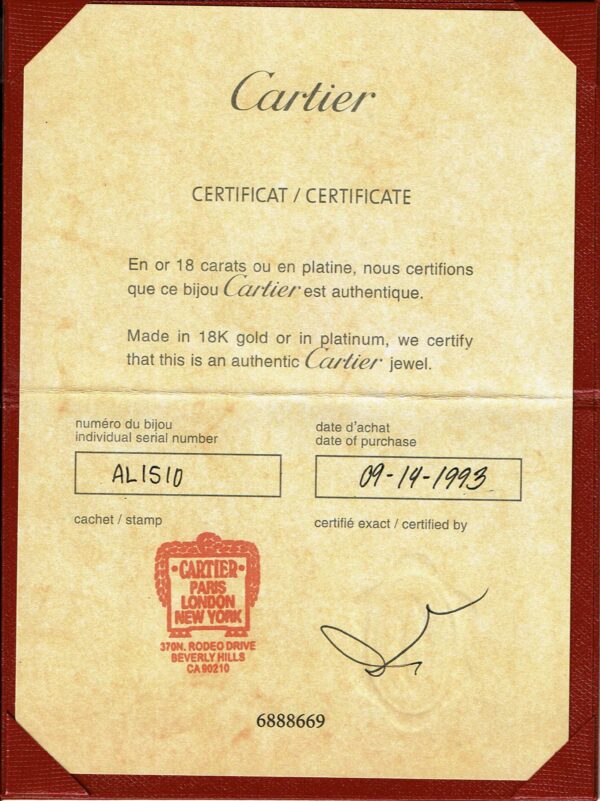 Cartier
CERTIFICAT / CERTIFICATE
En or 18 carats ou en platine, nous certifions
que ce bijou Cartier est authentique.
Made in 18K gold or in platinum, we certify
that this is an authentic Cartier jewel.
numéro du bijou
individual serial number
AL1510
date d'achat
date of purchase
09-14-1993
cachet / stamp
certifié exact / certified by
•CARTIER•
PARIS
LONDON
NEW YORK
370N. RODEO DRIVE
BEVERLY HILLS
CA 90210
6888669